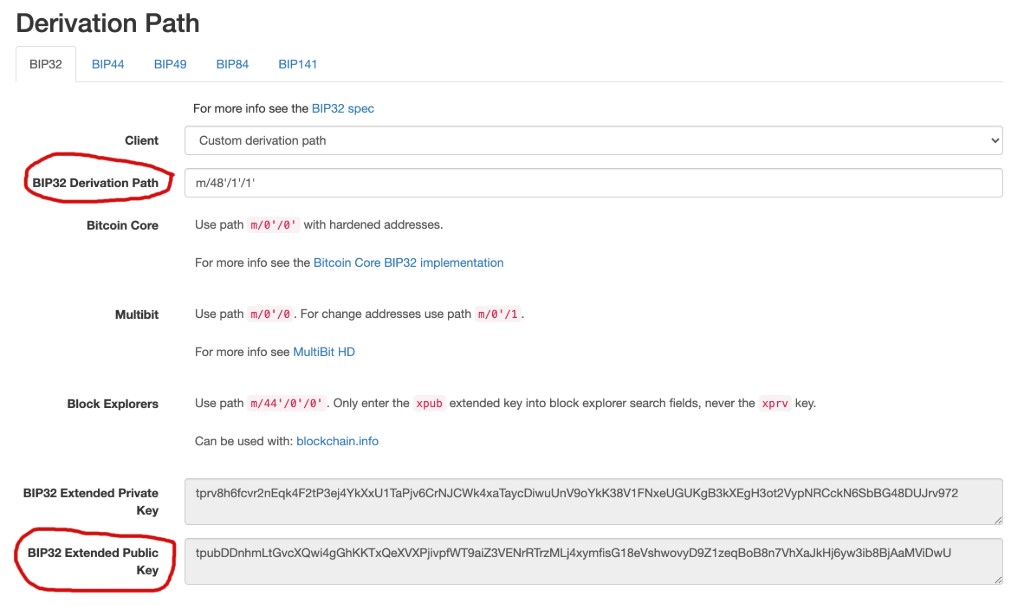 Derivation Path
BIP32 BIP44 BIP49 BIP84 BIP141
For more info see the BIP32 spec
Client Custom derivation path
BIP32 Derivation Path m/48'/1'/1'
Bitcoin Core Use path m/0'/0' with hardened addresses.
For more info see the Bitcoin Core BIP32 implementation
Multibit Use path m/0'/0 . For change addresses use path m/0'/1 .
For more info see MultiBit HD
Block Explorers Use path m/44'/0'/0' . Only enter the xpub extended key into block explorer search fields, never the xprv key.
Can be used with: blockchain.info
BIP32 Extended Private tprv8h6fcvr2nEqk4F2tP3ej4YkXxU1TaPjv6CrNJCWk4xaTaycDiwuUnV9oYkK38V1FNxeUGUKgB3kXEgH3ot2VypNRCckN6SbBG48DUJrv972
Key
BIP32 Extended Public tpubDDnhmLtGvcXQwi4gGhKKTxQeXVXPjivpfWT9aiZ3VENrRTrzMLj4xymfisG18eVshwovyD9Z1zeqBoB8n7VhXaJkHj6yw3ib8BjAaMViDwU
Key